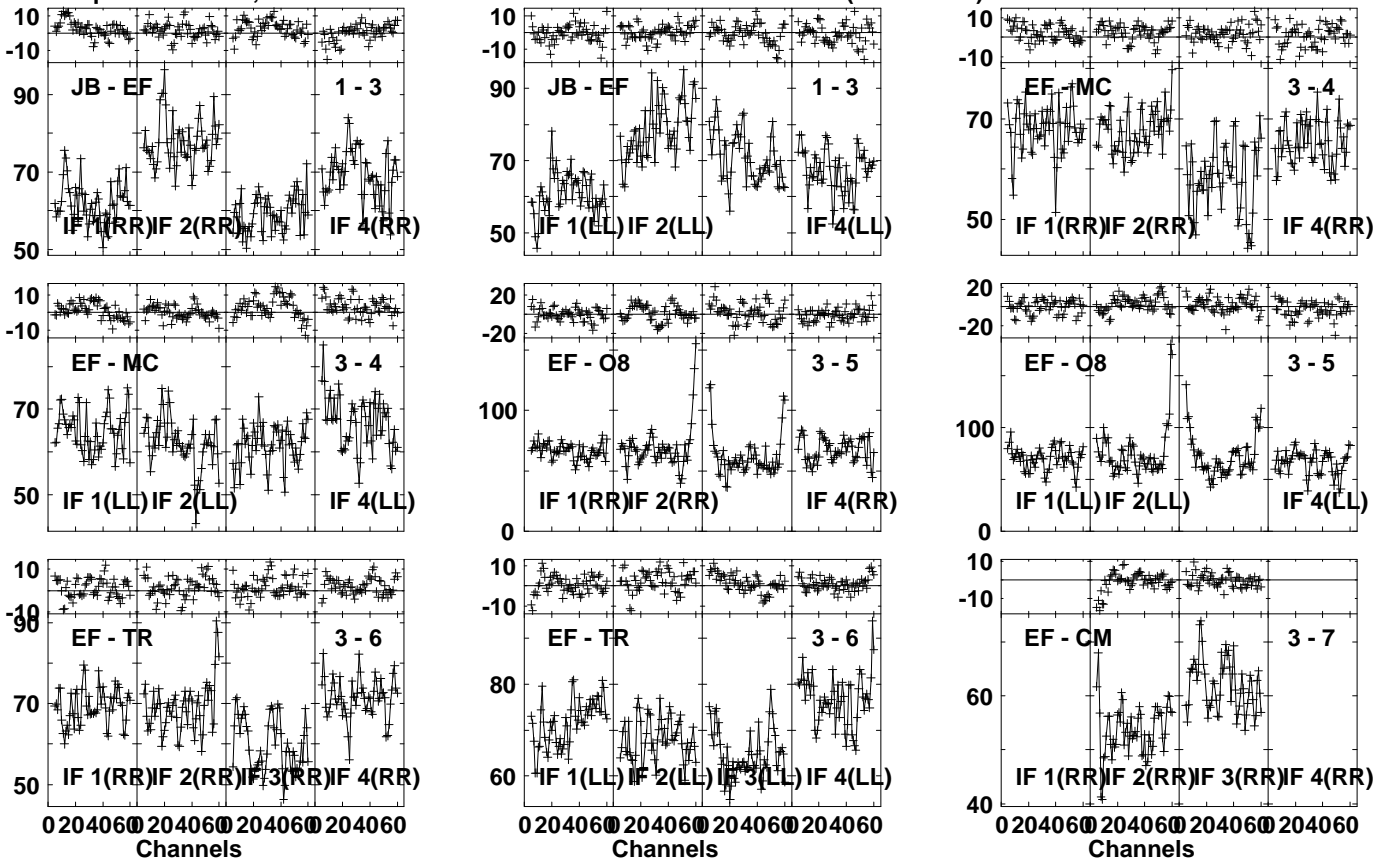 10 10 10
-10 -10 -10
JB - EF 1 - 3 JB - EF 1 - 3 EF - MC 3 - 4
90 90
70 70 70
50 50 50
IF 1(RR) IF 2(RR) IF 4(RR) IF 1(LL) IF 2(LL) IF 4(LL) IF 1(RR) IF 2(RR) IF 4(RR)
10 20 20
-10 -20 -20
EF - MC 3 - 4 EF - O8 3 - 5 EF - O8 3 - 5
70 100 100
50 0 0
IF 1(LL) IF 2(LL) IF 4(LL) IF 1(RR) IF 2(RR) IF 4(RR) IF 1(LL) IF 2(LL) IF 4(LL)
10 10 10
-10 -10 -10
90
EF - TR 3 - 6 EF - TR 3 - 6 EF - CM 3 - 7
70 80 60
50 60 40
IF 1(RR) IF 2(RR) IF 3(RR) IF 4(RR) IF 1(LL) IF 2(LL) IF 3(LL) IF 4(LL) IF 1(RR) IF 2(RR) IF 3(RR) IF 4(RR)
0 20 40 60 0 20 40 60 0 20 40 60 0 20 40 60 0 20 40 60 0 20 40 60 0 20 40 60 0 20 40 60 0 20 40 60 0 20 40 60 0 20 40 60 0 20 40 60
Channels Channels Channels